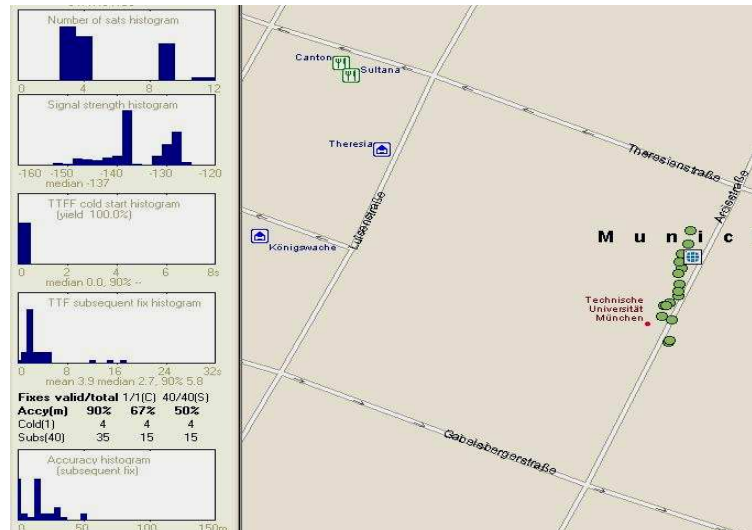 Number of sats histogram
0 4 8 12
Signal strength histogram
-160 -150 -140 -130 -120
median -137
TTFF cold start histogram
(yield 100.0%)
0 2 4 6 8s
median 0.0, 90% --
TTF subsequent fix histogram
0 8 16 24 32s
mean 3.9 median 2.7, 90% 5.8
Fixes valid/total 1/1(C) 40/40(S)
Accy(m) 90% 67% 50%
Cold(1) 4 4 4
Subs(40) 35 15 15
Accuracy histogram
(subsequent fix)
0 50 100 150m
Canton
Sultana
Theresia
Theresienstraße
Luisenstraße
Arcisstraße
Königswache
Munic
Technische
Universität
München
Gabelsbergerstraße